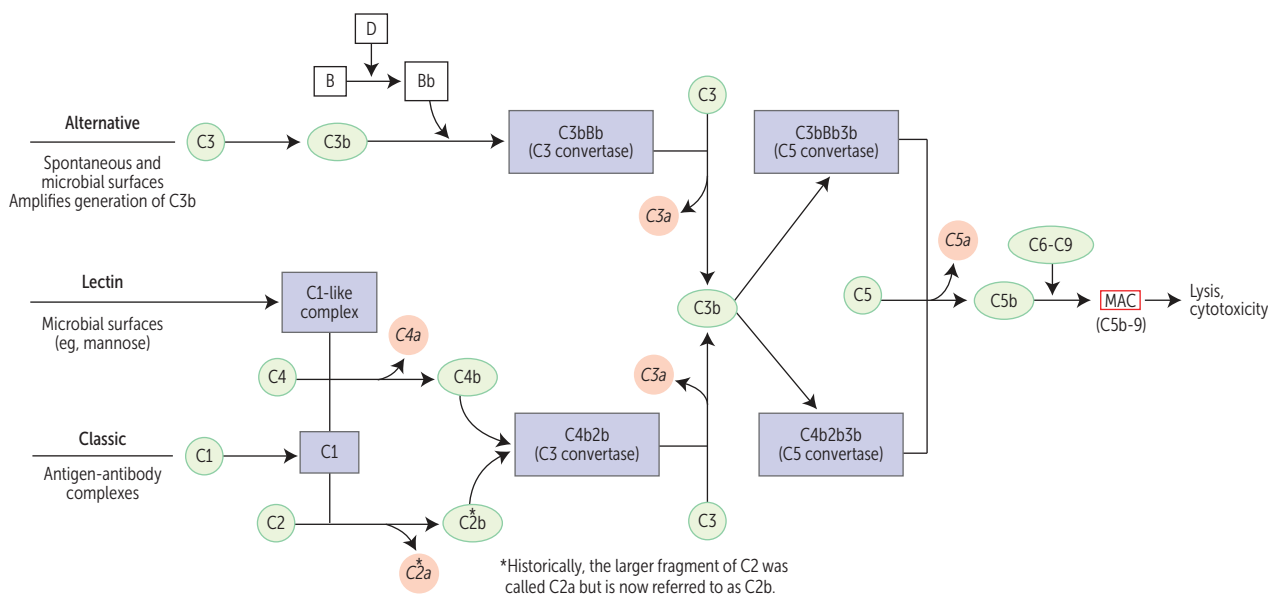 D
B
Bb
Alternative
Spontaneous and
microbial surfaces
Amplifies generation of C3b
C3
C3b
C3bBb
(C3 convertase)
C3
C3a
C3bBb3b
(C5 convertase)
Lectin
Microbial surfaces
(eg, mannose)
C1-like
complex
C4
C4a
C4b
C3b
C3a
C5
C5a
C5b
C6-C9
MAC
(C5b-9)
Lysis,
cytotoxicity
Classic
Antigen-antibody
complexes
C1
C1
C2
C2a*
C2b*
C4b2b
(C3 convertase)
C3
C4b2b3b
(C5 convertase)
*Historically, the larger fragment of C2 was
called C2a but is now referred to as C2b.